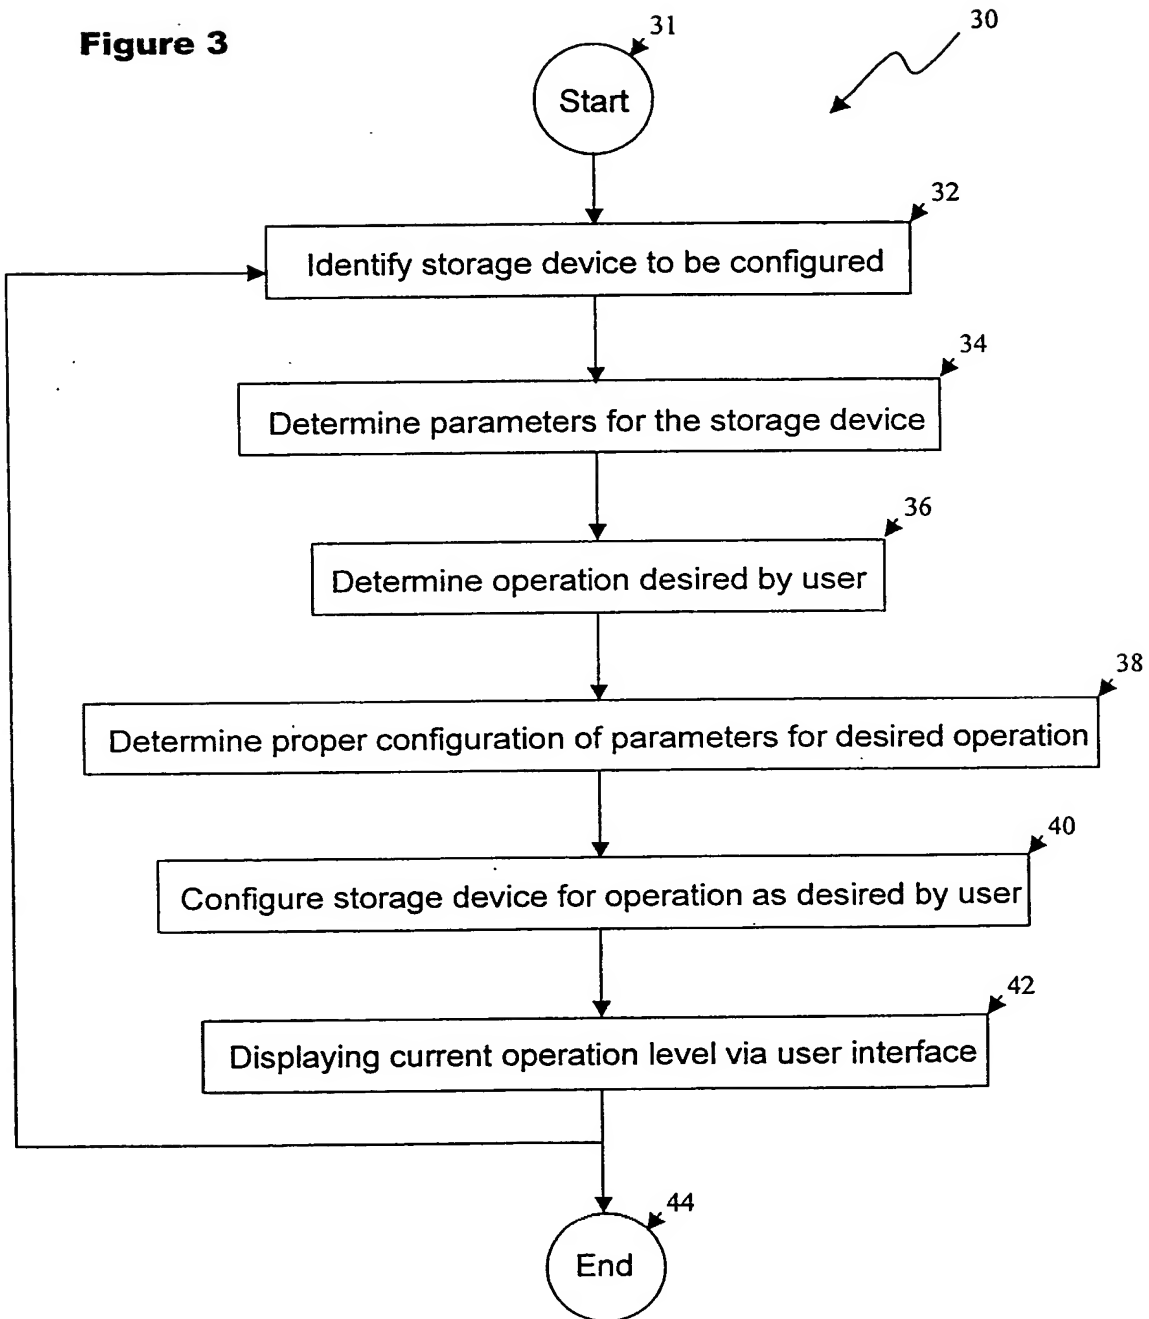 Figure 3
30
31
Start
32
Identify storage device to be configured
34
Determine parameters for the storage device
36
Determine operation desired by user
38
Determine proper configuration of parameters for desired operation
40
Configure storage device for operation as desired by user
42
Displaying current operation level via user interface
44
End